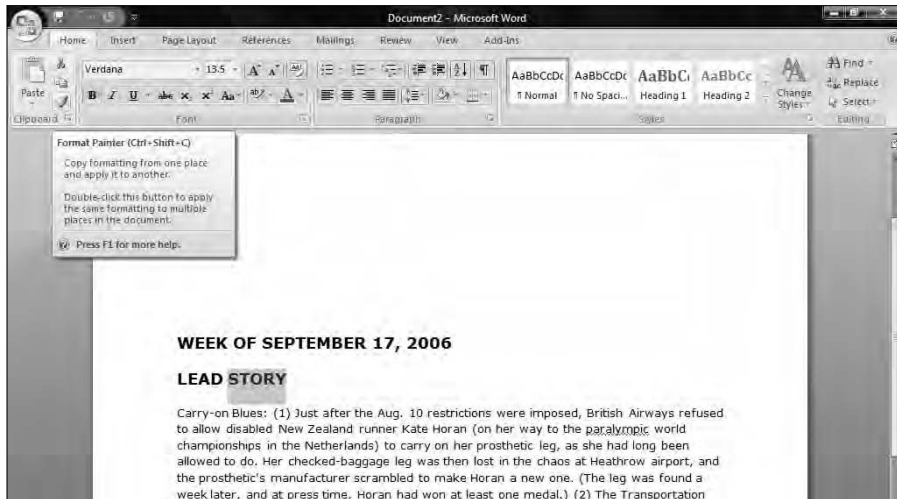 Document2 - Microsoft Word
Home Insert Page Layout References Mailings Review View Add-Ins
Paste
Verdana 13.5 A A
B I U abc x x Aa ab A
AaBbCcDc AaBbCcDc AaBbC AaBbCc
¶ Normal ¶ No Spaci... Heading 1 Heading 2
Change
Styles
Find
Replace
Select
Clipboard Font Paragraph Styles Editing
Format Painter (Ctrl+Shift+C)
Copy formatting from one place
and apply it to another.
Double-click this button to apply
the same formatting to multiple
places in the document.
Press F1 for more help.
WEEK OF SEPTEMBER 17, 2006
LEAD STORY
Carry-on Blues: (1) Just after the Aug. 10 restrictions were imposed, British Airways refused
to allow disabled New Zealand runner Kate Horan (on her way to the paralympic world
championships in the Netherlands) to carry on her prosthetic leg, as she had long been
allowed to do. Her checked-baggage leg was then lost in the chaos at Heathrow airport, and
the prosthetic's manufacturer scrambled to make Horan a new one. (The leg was found a
week later, and at press time, Horan had won at least one medal.) (2) The Transportation